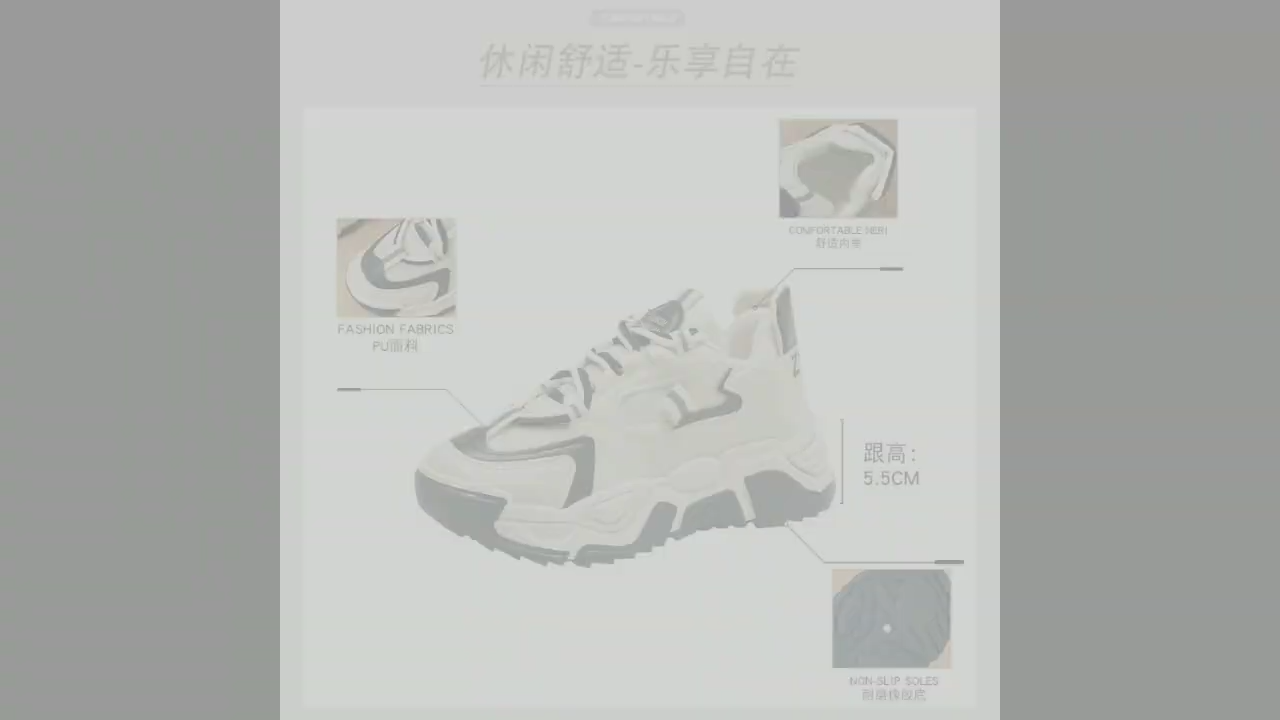 休闲舒适-乐享自在
COMFORTABLE NERI
舒适内里
FASHION FABRICS
PU面料
跟高:
5.5CM
NON-SLIP SOLES
耐磨橡胶底